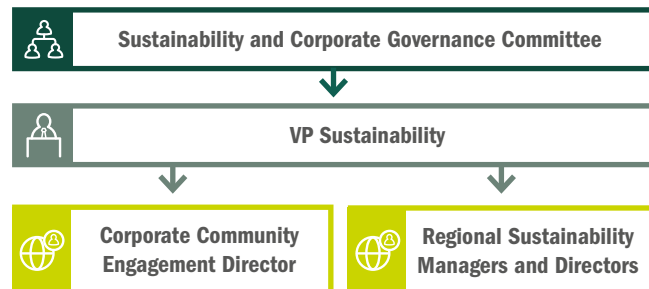 Sustainability and Corporate Governance Committee
VP Sustainability
Corporate Community
Engagement Director
Regional Sustainability
Managers and Directors